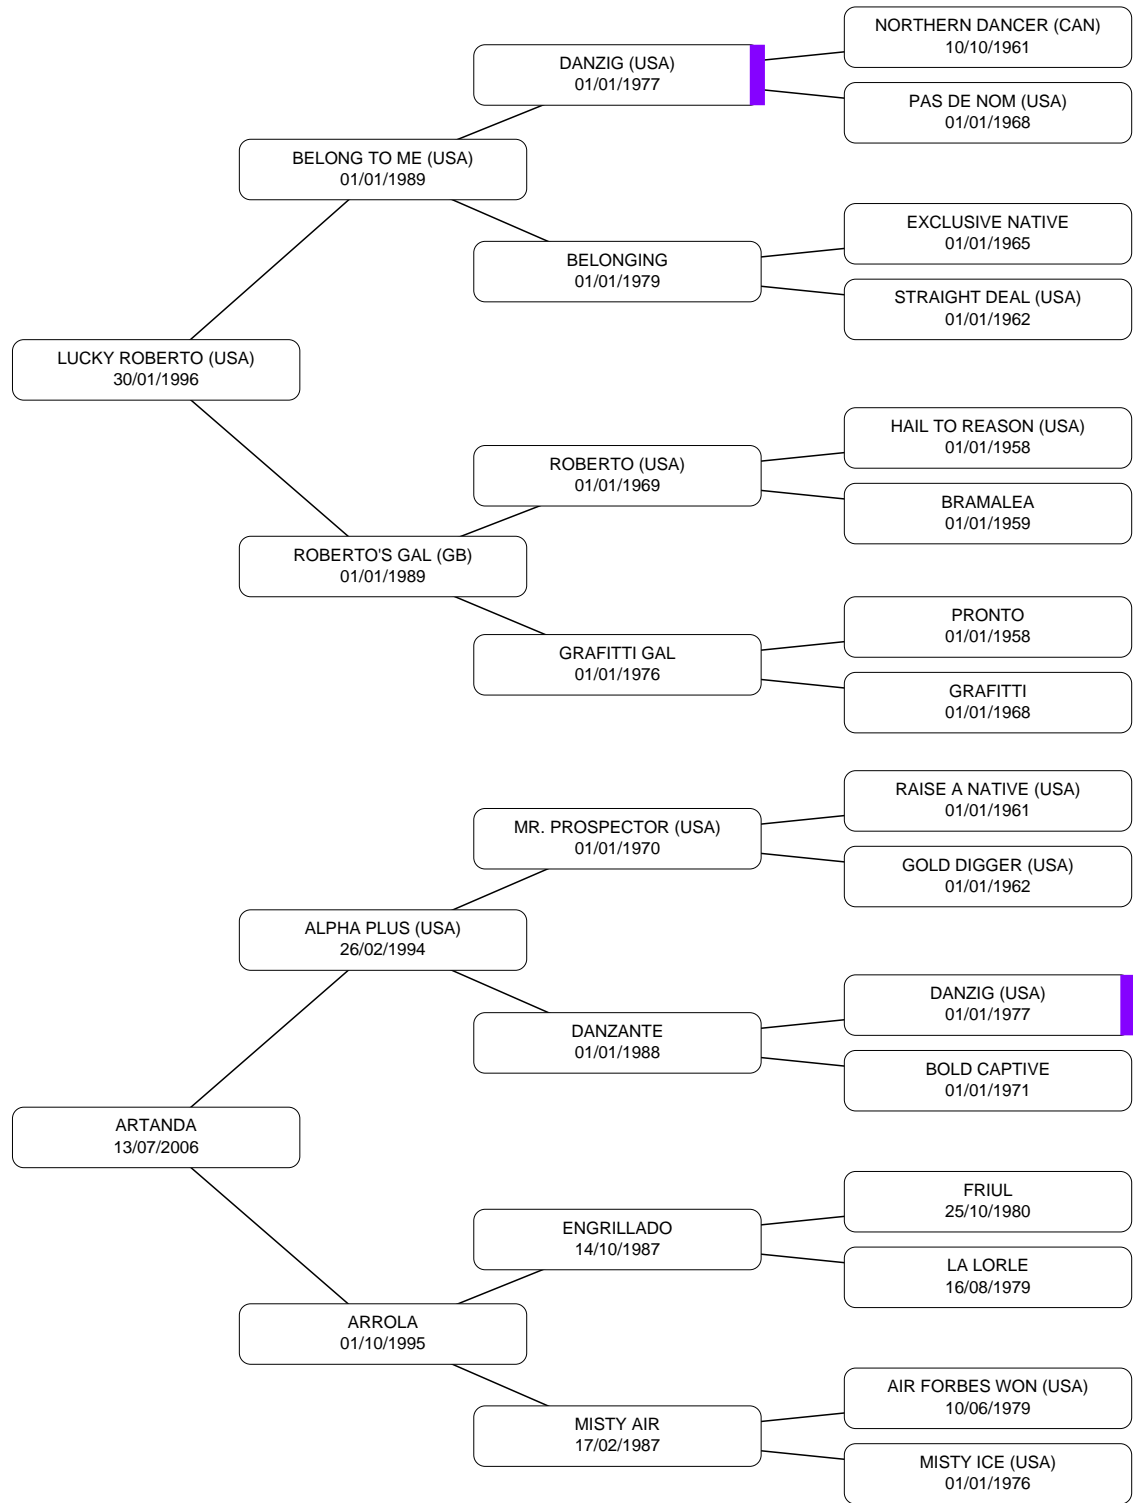 NORTHERN DANCER (CAN)
10/10/1961
DANZIG (USA)
01/01/1977
PAS DE NOM (USA)
01/01/1968
BELONG TO ME (USA)
01/01/1989
EXCLUSIVE NATIVE
01/01/1965
BELONGING
01/01/1979
STRAIGHT DEAL (USA)
01/01/1962
LUCKY ROBERTO (USA)
30/01/1996
HAIL TO REASON (USA)
01/01/1958
ROBERTO (USA)
01/01/1969
BRAMALEA
01/01/1959
ROBERTO'S GAL (GB)
01/01/1989
PRONTO
01/01/1958
GRAFITTI GAL
01/01/1976
GRAFITTI
01/01/1968
RAISE A NATIVE (USA)
01/01/1961
MR. PROSPECTOR (USA)
01/01/1970
GOLD DIGGER (USA)
01/01/1962
ALPHA PLUS (USA)
26/02/1994
DANZIG (USA)
01/01/1977
DANZANTE
01/01/1988
BOLD CAPTIVE
01/01/1971
ARTANDA
13/07/2006
FRIUL
25/10/1980
ENGRILLADO
14/10/1987
LA LORLE
16/08/1979
ARROLA
01/10/1995
AIR FORBES WON (USA)
10/06/1979
MISTY AIR
17/02/1987
MISTY ICE (USA)
01/01/1976